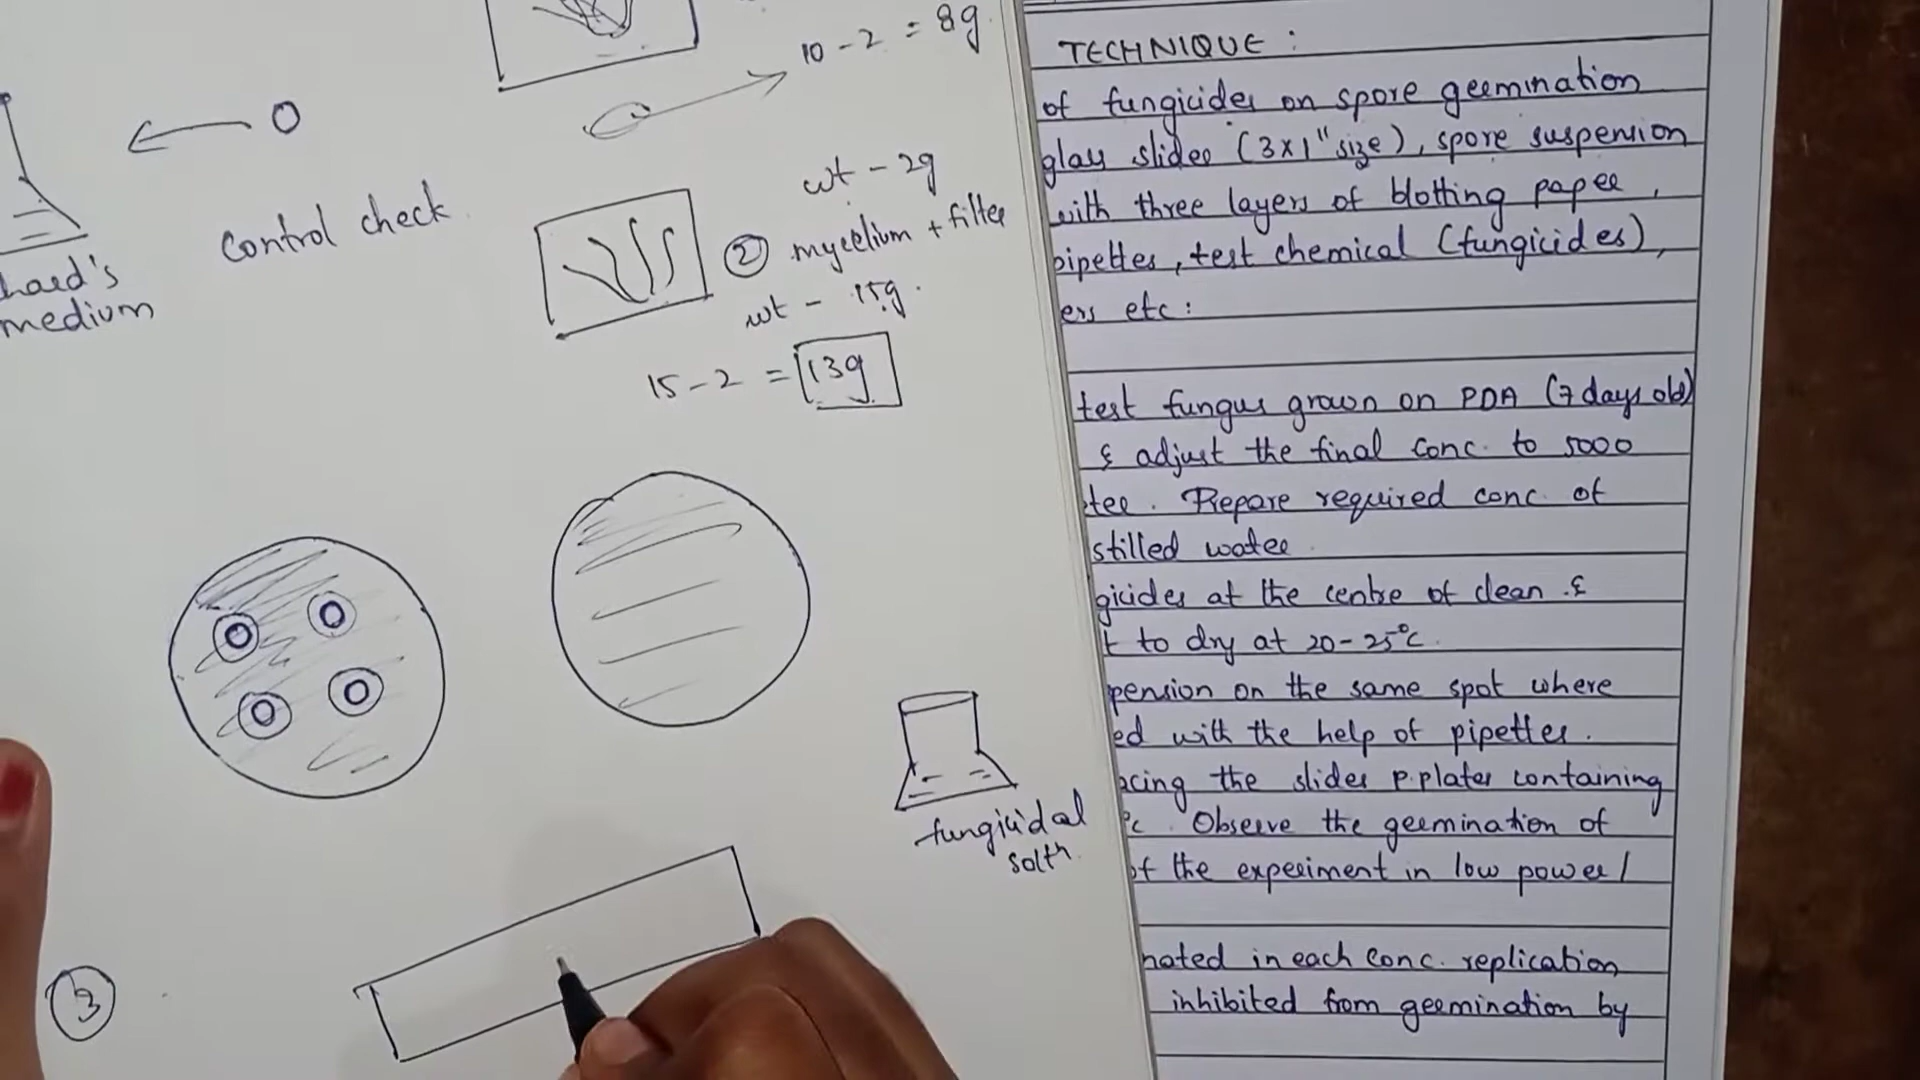 10 - 2 = 8g
O
wt - 2g
Control check
② mycelium + filter
haed's
medium
wt - 15g.
15 - 2 = 13g
fungicidal
soltn.
3
TECHNIQUE :
of fungicides on spore germination
glass slides (3x1" size), spore suspension
with three layers of blotting paper,
pipettes, test chemical (fungicides),
ers etc:
test fungus grown on PDA (7 days old)
& adjust the final conc. to 5000
ter. Prepare required conc. of
stilled water.
gicides at the centre of clean &
t to dry at 20-25°C.
pension on the same spot where
ed with the help of pipettes.
acing the slides p.plates containing
°c. Observe the germination of
of the experiment in low power/
nated in each conc. replication
inhibited from germination by